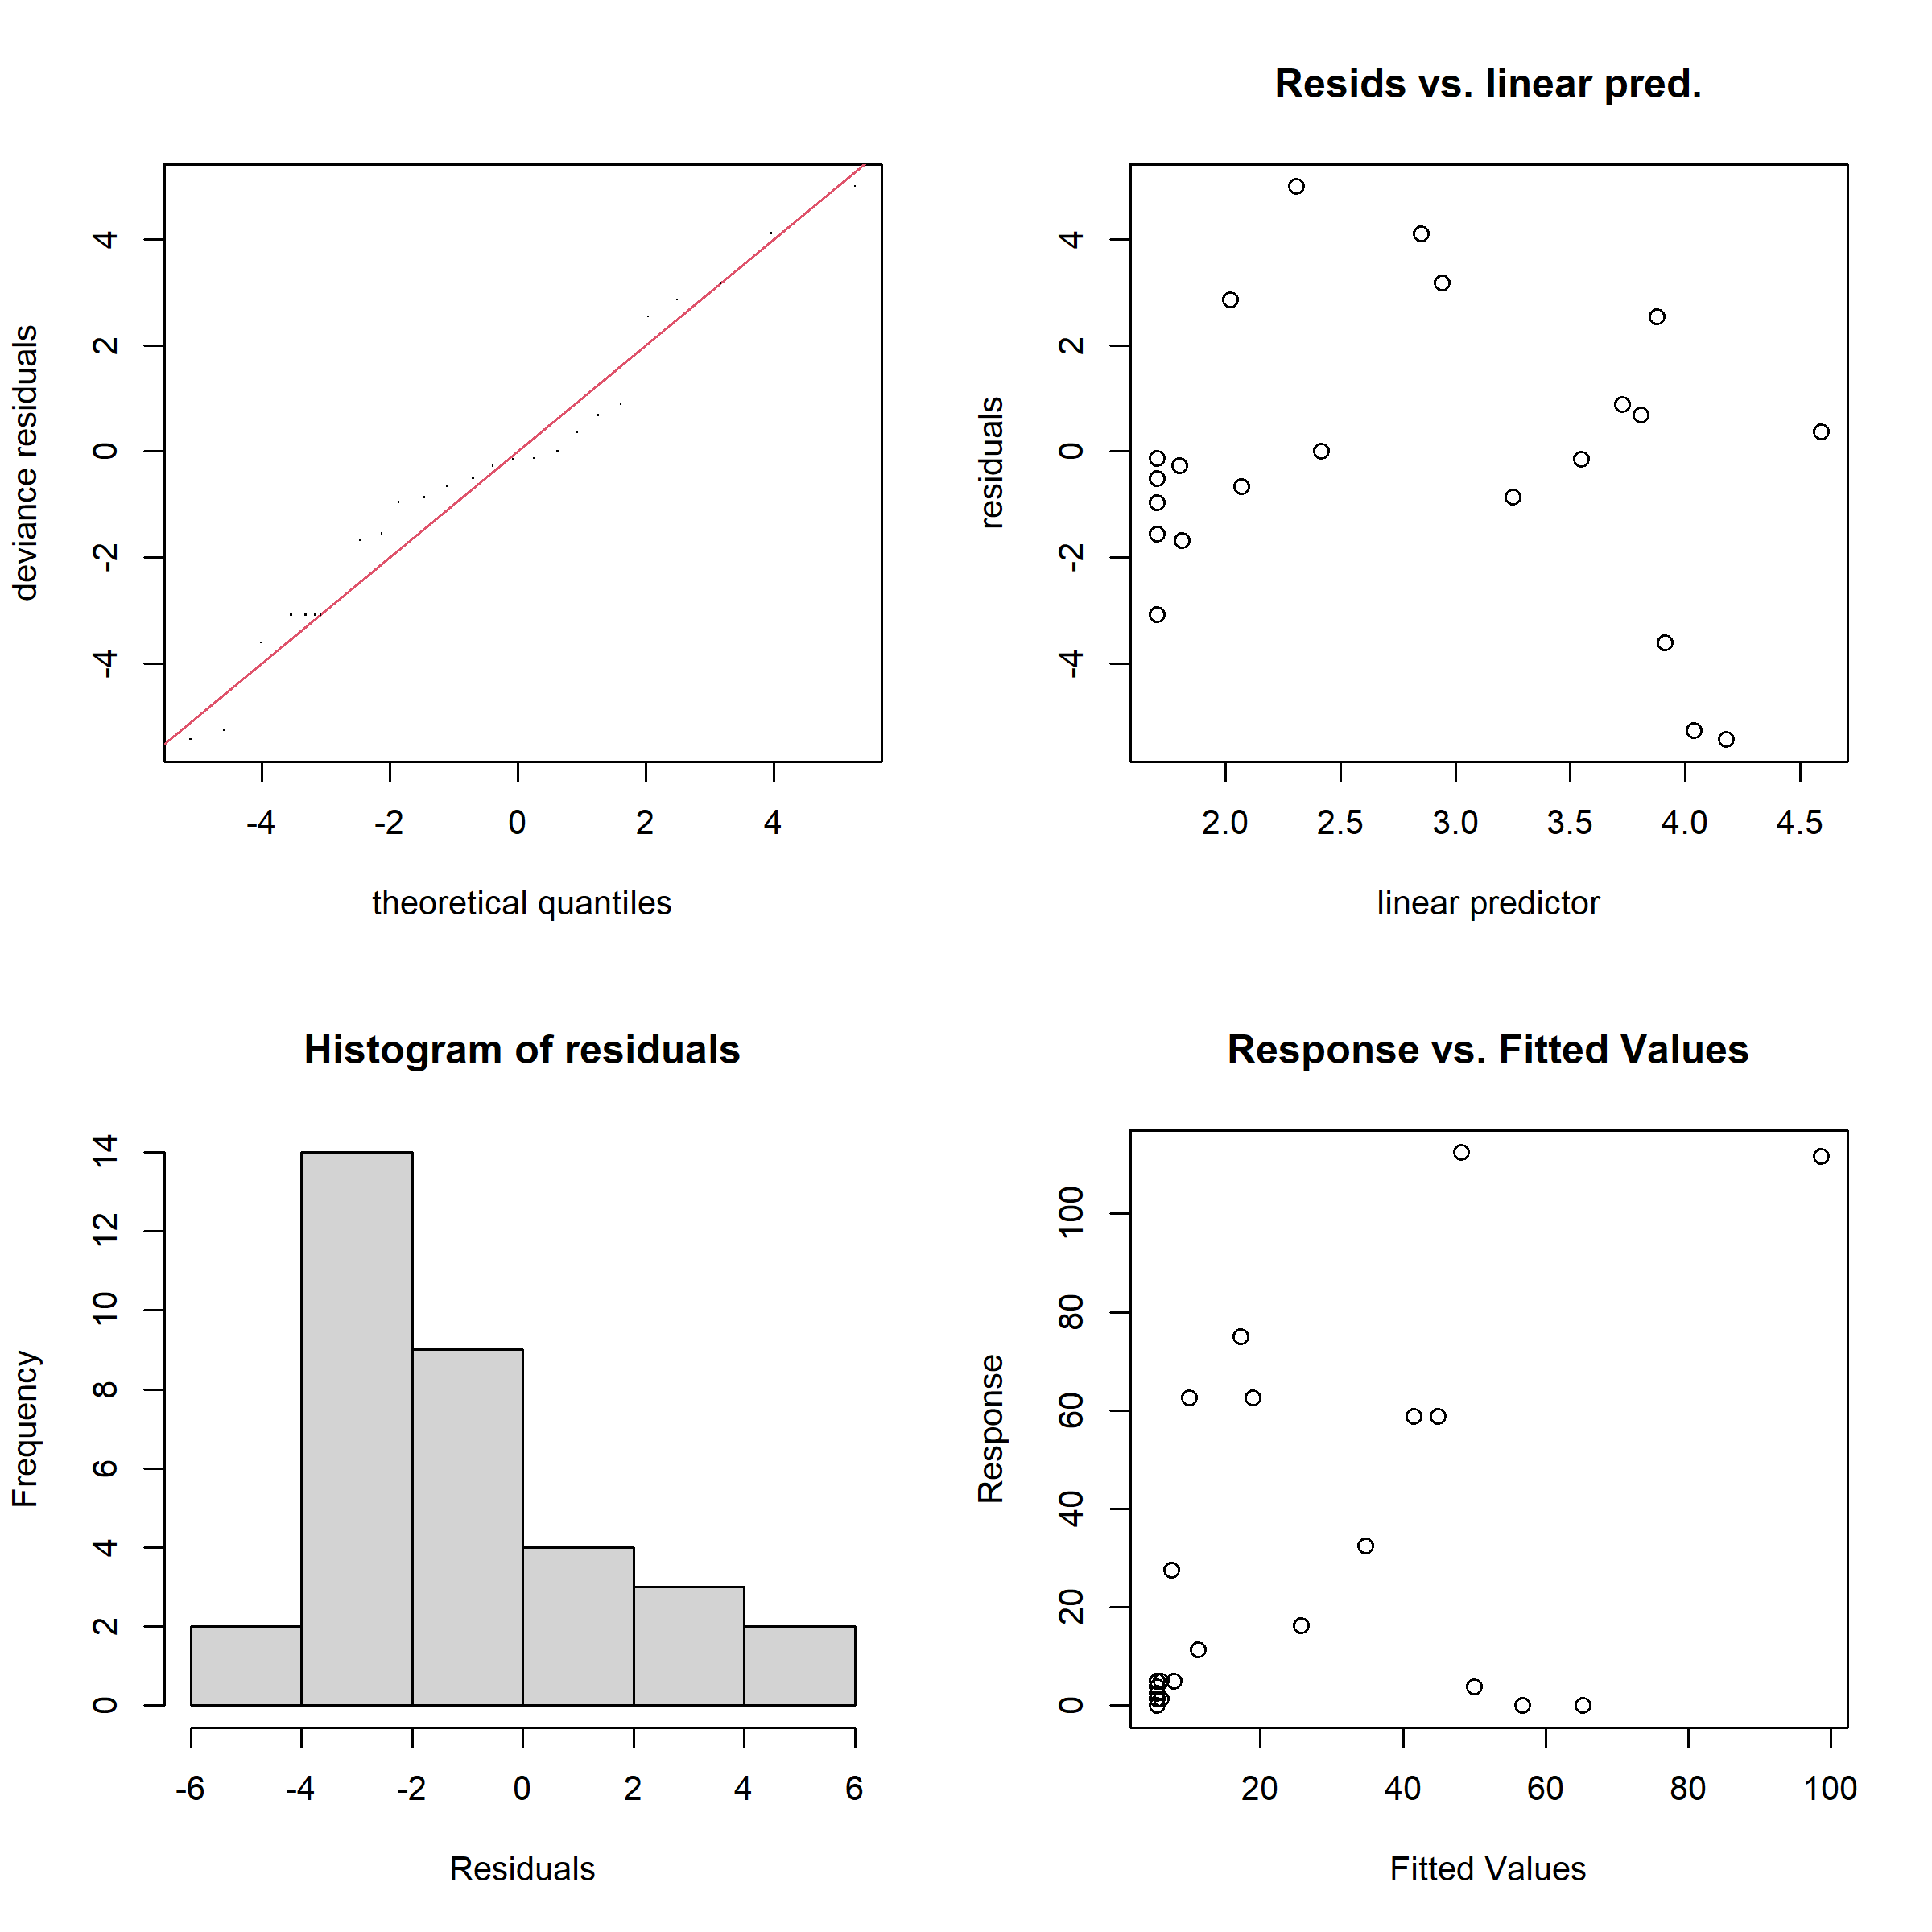 deviance residuals
4
2
0
-2
-4
-4 -2 0 2 4
theoretical quantiles
Resids vs. linear pred.
residuals
4
2
0
-2
-4
2.0 2.5 3.0 3.5 4.0 4.5
linear predictor
Histogram of residuals
Frequency
14
12
10
8
6
4
2
0
-6 -4 -2 0 2 4 6
Residuals
Response vs. Fitted Values
Response
100
80
60
40
20
0
20 40 60 80 100
Fitted Values